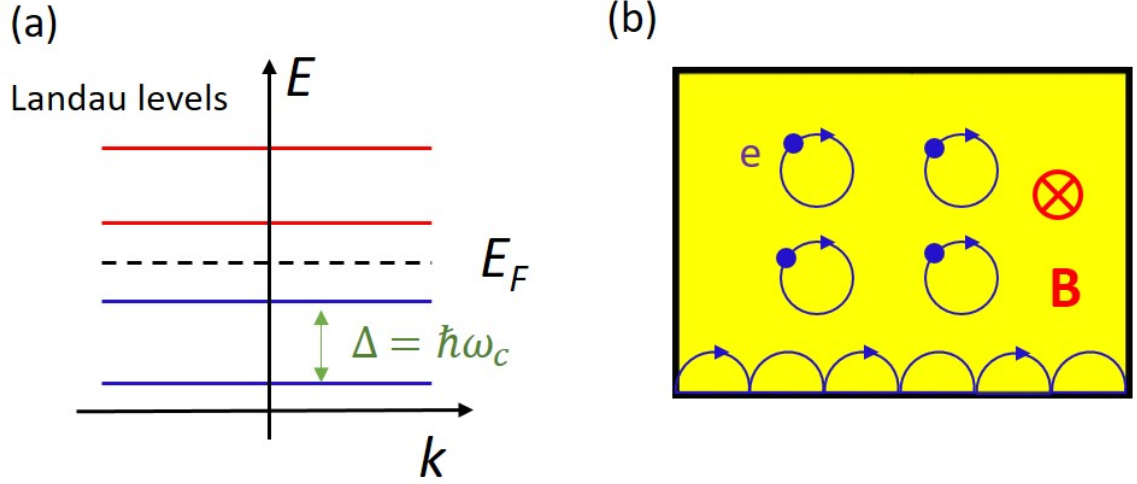 (a)
E
Landau levels
E_F
Δ = ℏω_c
k
(b)
e
⊗
B